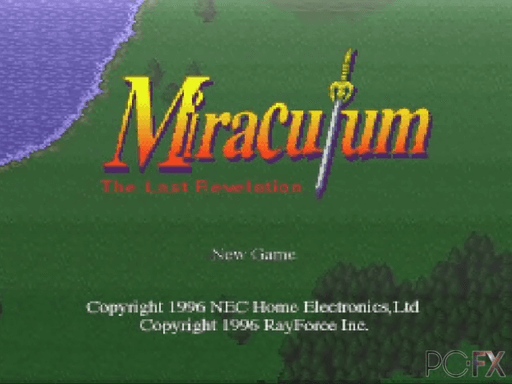 Miraculum
The Last Revelation
New Game
Copyright 1996 NEC Home Electronics,Ltd
Copyright 1996 RayForce Inc.
PC-FX